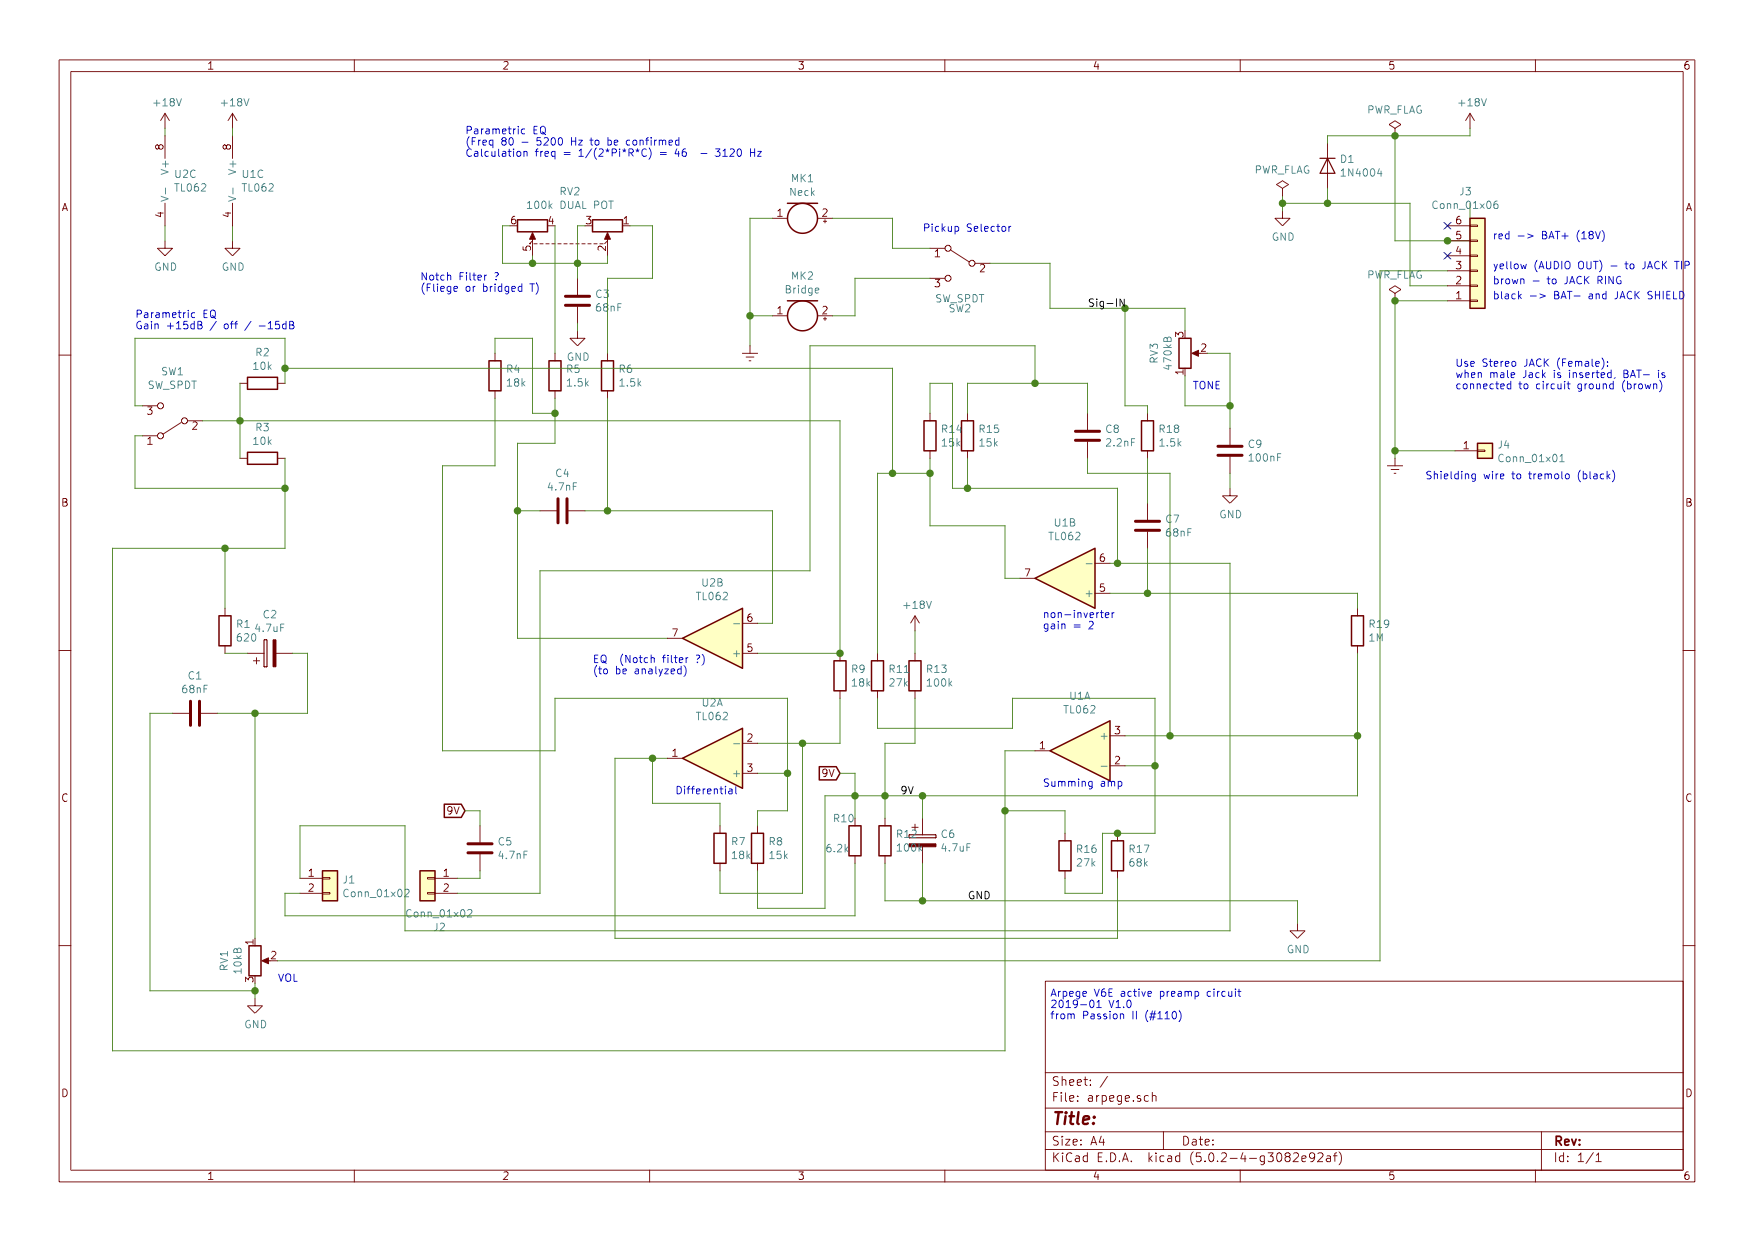 1 2 3 4 5 6
+18V +18V
8 8
V+ V+
U2C U1C
TL062 TL062
V- V-
4 4
GND GND
Parametric EQ
(Freq 80 - 5200 Hz to be confirmed
Calculation freq = 1/(2*Pi*R*C) = 46  - 3120 Hz
RV2
100k DUAL POT
6 4 3 1
5 2
Notch Filter ?
(Fliege or bridged T)
C3
68nF
GND
MK1
Neck
1 2
+
MK2
Bridge
1 2
+
Pickup Selector
1
2
3
SW_SPDT
SW2
Sig-IN
RV3
470kB
3
2
1
TONE
PWR_FLAG
+18V
D1
1N4004
PWR_FLAG
GND
J3
Conn_01x06
6
5
4
3
2
1
red -> BAT+ (18V)
yellow (AUDIO OUT) - to JACK TIP
brown - to JACK RING
black -> BAT- and JACK SHIELD
PWR_FLAG
Use Stereo JACK (Female):
when male Jack is inserted, BAT- is
connected to circuit ground (brown)
1
J4
Conn_01x01
Shielding wire to tremolo (black)
Parametric EQ
Gain +15dB / off / -15dB
R2
10k
SW1
SW_SPDT
3
2
1
R3
10k
R4
18k
R5
1.5k
R6
1.5k
C4
4.7nF
R14
15k
R15
15k
C8
2.2nF
R18
1.5k
C9
100nF
GND
C7
68nF
U1B
TL062
7
6
-
5
+
non-inverter
gain = 2
U2B
TL062
7
6
-
5
+
EQ  (Notch filter ?)
(to be analyzed)
+18V
R9
18k
R11
27k
R13
100k
R19
1M
R1
620
C2
4.7uF
+
C1
68nF
U2A
TL062
1
2
-
3
+
Differential
U1A
TL062
1
3
+
2
-
Summing amp
9V
9V
9V
C5
4.7nF
R7
18k
R8
15k
R10
6.2k
R12
100k
+
C6
4.7uF
R16
27k
R17
68k
GND
GND
1
2
J1
Conn_01x02
1
2
Conn_01x02
J2
RV1
10kB
1
2
3
VOL
GND
Arpege V6E active preamp circuit
2019-01 V1.0
from Passion II (#110)
Sheet: /
File: arpege.sch
Title:
Size: A4
Date:
Rev:
KiCad E.D.A.  kicad (5.0.2-4-g3082e92af)
Id: 1/1
A B C D
A B C D
1 2 3 4 5 6